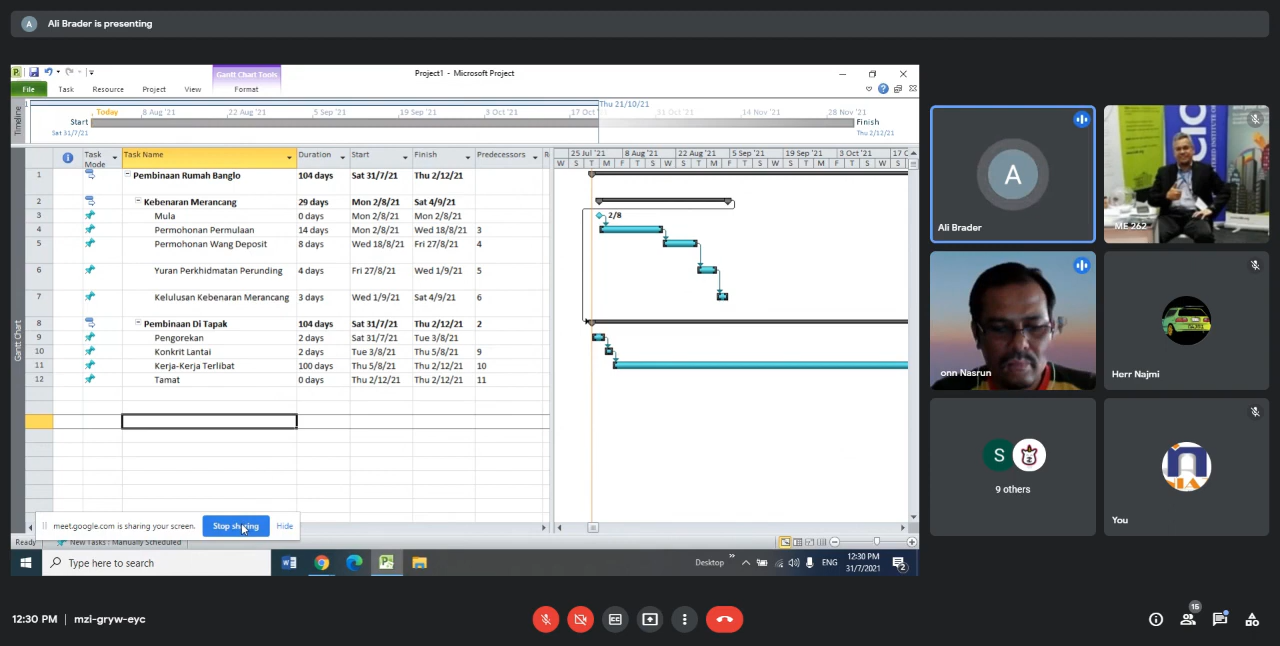 A Ali Brader is presenting
Project1 - Microsoft Project
Gantt Chart Tools
File Task Resource Project View Format
Timeline
Thu 21/10/21
Today 8 Aug '21 22 Aug '21 5 Sep '21 19 Sep '21 3 Oct '21 17 Oct 14 Nov '21 28 Nov '21
Start Finish
Sat 31/7/21 Thu 2/12/21
Task Mode Task Name Duration Start Finish Predecessors
25 Jul '21 8 Aug '21 22 Aug '21 5 Sep '21 19 Sep '21 3 Oct '21 17 O
W S T M F T S W S T M F T S W S T M F T S W S T
1 Pembinaan Rumah Banglo 104 days Sat 31/7/21 Thu 2/12/21
2 Kebenaran Merancang 29 days Mon 2/8/21 Sat 4/9/21
3 Mula 0 days Mon 2/8/21 Mon 2/8/21 2/8
4 Permohonan Permulaan 14 days Mon 2/8/21 Wed 18/8/21 3
5 Permohonan Wang Deposit 8 days Wed 18/8/21 Fri 27/8/21 4
6 Yuran Perkhidmatan Perunding 4 days Fri 27/8/21 Wed 1/9/21 5
7 Kelulusan Kebenaran Merancang 3 days Wed 1/9/21 Sat 4/9/21 6
8 Pembinaan Di Tapak 104 days Sat 31/7/21 Thu 2/12/21 2
9 Pengorekan 2 days Sat 31/7/21 Tue 3/8/21
10 Konkrit Lantai 2 days Tue 3/8/21 Thu 5/8/21 9
11 Kerja-Kerja Terlibat 100 days Thu 5/8/21 Thu 2/12/21 10
12 Tamat 0 days Thu 2/12/21 Thu 2/12/21 11
Gantt Chart
meet.google.com is sharing your screen. Stop sharing Hide
Ready New Tasks : Manually Scheduled
Type here to search
Desktop ENG 12:30 PM
31/7/2021
2
A
Ali Brader
ME 262
onn Nasrun
Herr Najmi
S
9 others
You
12:30 PM | mzi-gryw-eyc
15